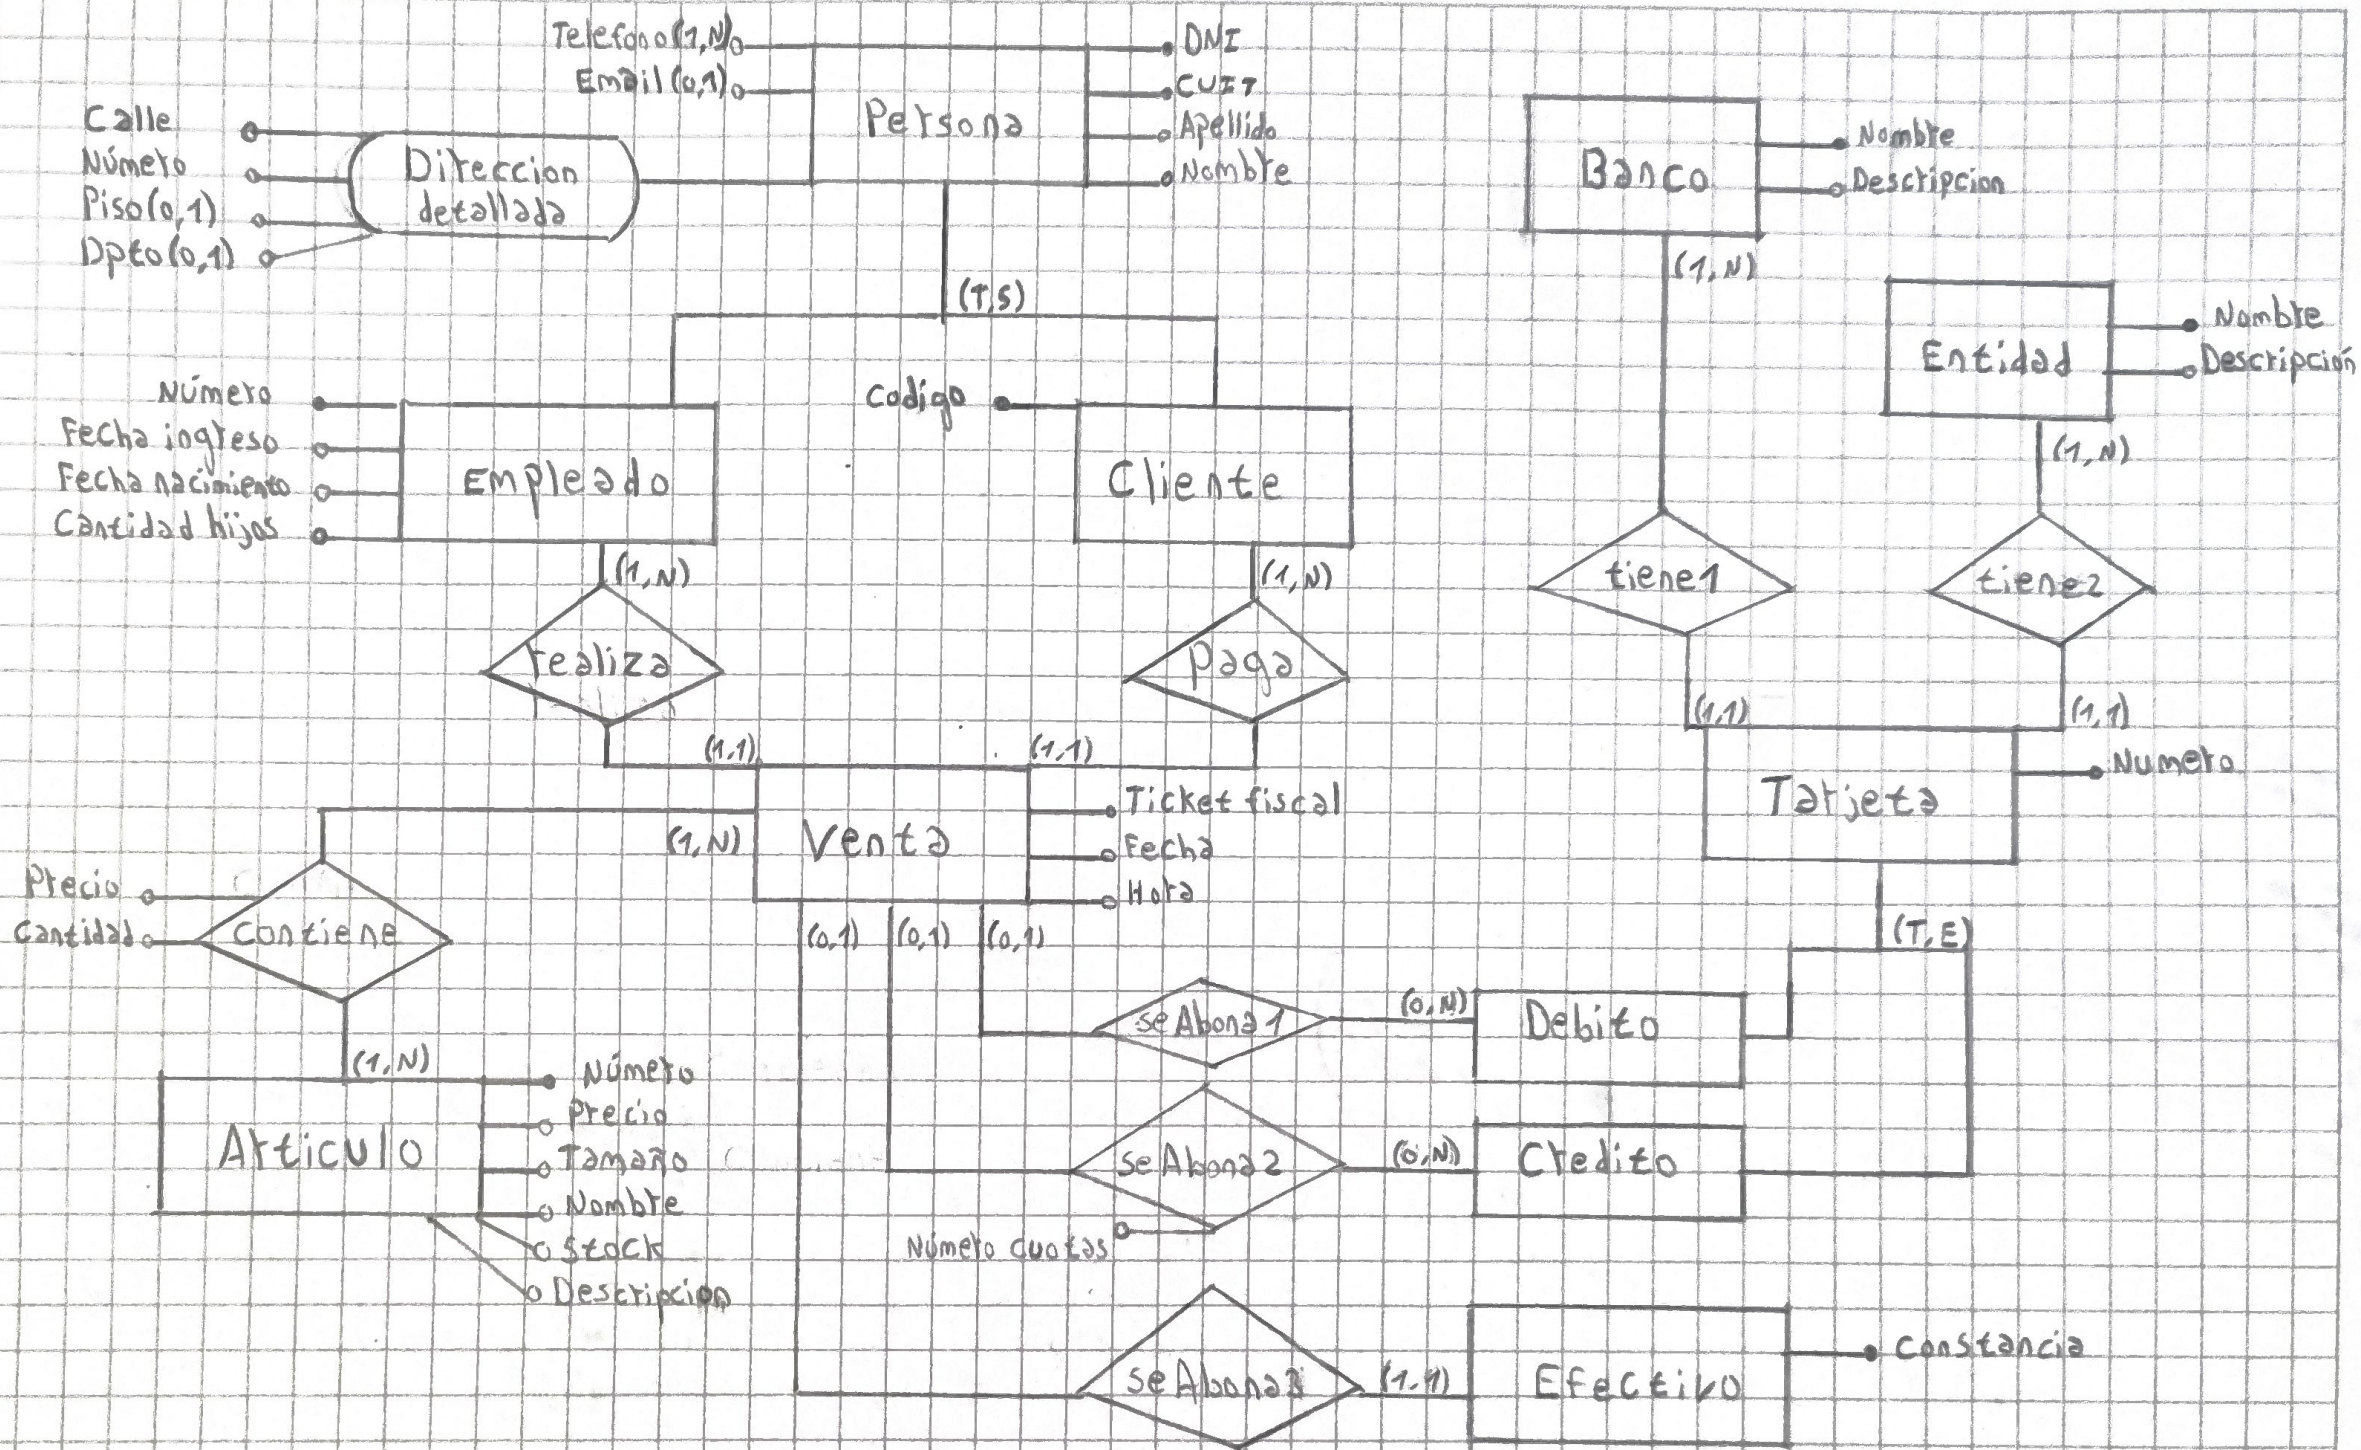 Telefono(1,N)
DNI
Email(0,1)
CUIT
Persona
Apellido
Nombre
Calle
Número
Piso(0,1)
Dpto(0,1)
Direccion
detallada
Banco
Nombre
Descripcion
(1,N)
(T,S)
Entidad
Nombre
Descripción
(1,N)
Número
Fecha ingreso
Fecha nacimiento
Cantidad hijos
Empleado
(1,N)
codigo
Cliente
(1,N)
tiene1
tiene2
realiza
paga
(1,1)
(1,1)
(1,1)
(1,1)
Tarjeta
Numero
Venta
Ticket fiscal
Fecha
Hora
(1,N)
Precio
Cantidad
contiene
(0,1)
(0,1)
(0,1)
(T,E)
seAbona1
(0,N)
Debito
(1,N)
Articulo
Número
Precio
Tamaño
Nombre
Stock
Descripcion
seAbona2
(0,N)
Credito
Número cuotas
seAbona3
(1,1)
Efectivo
Constancia